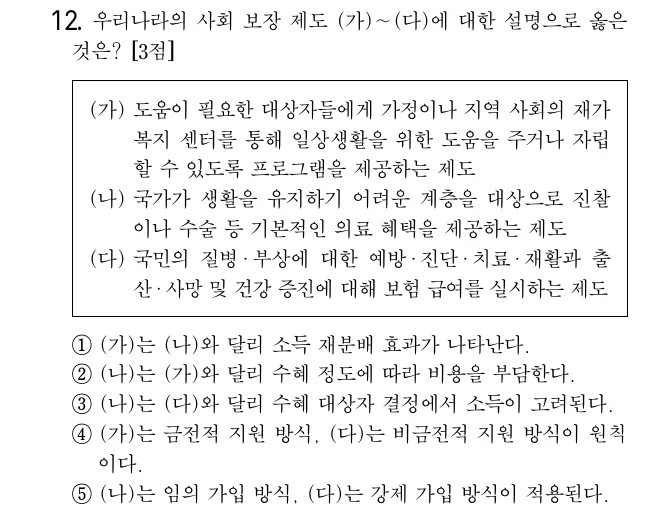 12. 우리나라의 사회 보장 제도 (가)~(다)에 대한 설명으로 옳은
것은? [3점]
(가) 도움이 필요한 대상자들에게 가정이나 지역 사회의 재가
복지 센터를 통해 일상생활을 위한 도움을 주거나 자립
할 수 있도록 프로그램을 제공하는 제도
(나) 국가가 생활을 유지하기 어려운 계층을 대상으로 진찰
이나 수술 등 기본적인 의료 혜택을 제공하는 제도
(다) 국민의 질병·부상에 대한 예방·진단·치료·재활과 출
산·사망 및 건강 증진에 대해 보험 급여를 실시하는 제도
① (가)는 (나)와 달리 소득 재분배 효과가 나타난다.
② (나)는 (가)와 달리 수혜 정도에 따라 비용을 부담한다.
③ (나)는 (다)와 달리 수혜 대상자 결정에서 소득이 고려된다.
④ (가)는 금전적 지원 방식, (다)는 비금전적 지원 방식이 원칙
이다.
⑤ (나)는 임의 가입 방식, (다)는 강제 가입 방식이 적용된다.